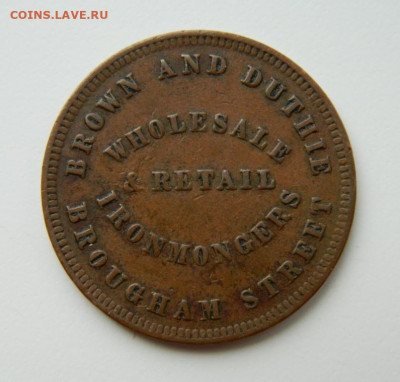 COINS.LAVE.RU
BROWN AND DUTHIE
WHOLESALE
& RETAIL
IRONMONGERS
BROUGHAM STREET